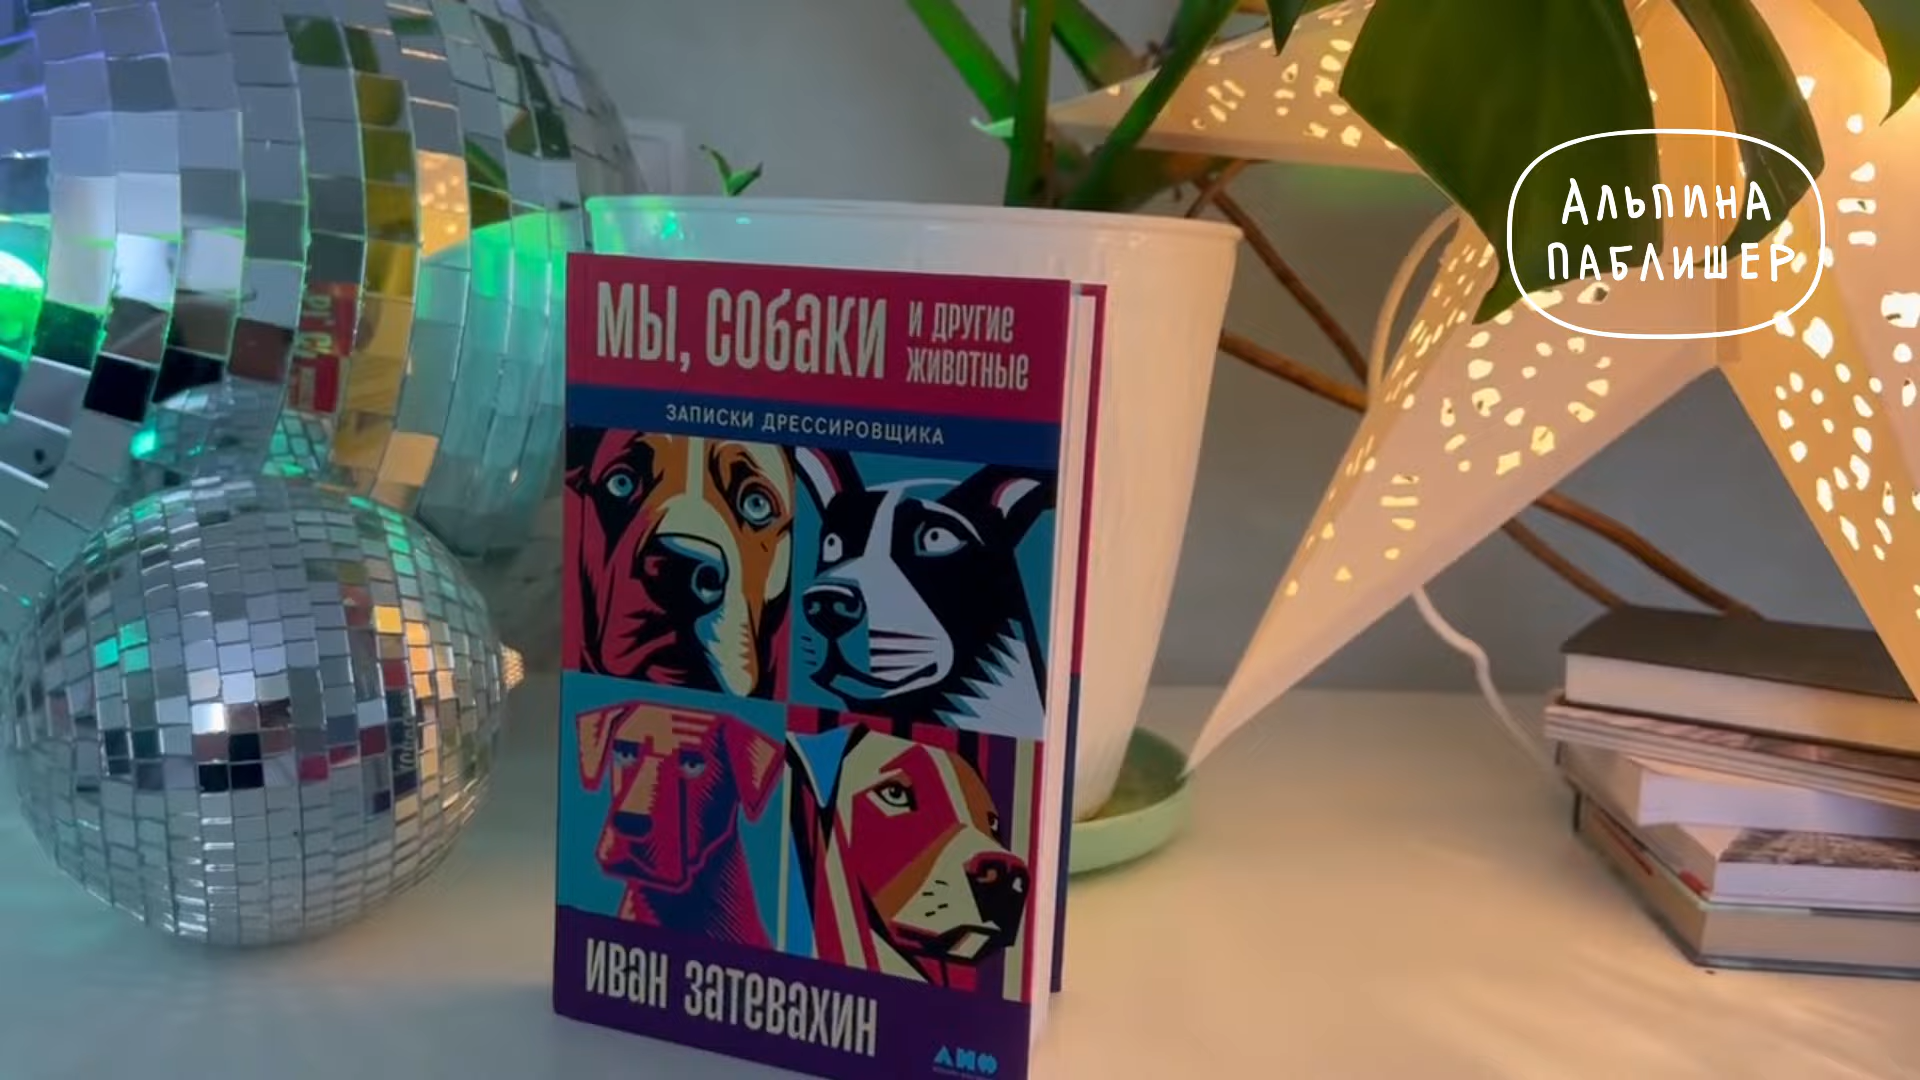 МЫ, СОБАКИ И ДРУГИЕ
ЖИВОТНЫЕ
ЗАПИСКИ ДРЕССИРОВЩИКА
ИВАН ЗАТЕВАХИН
АНФ
АЛЬПИНА
ПАБЛИШЕР